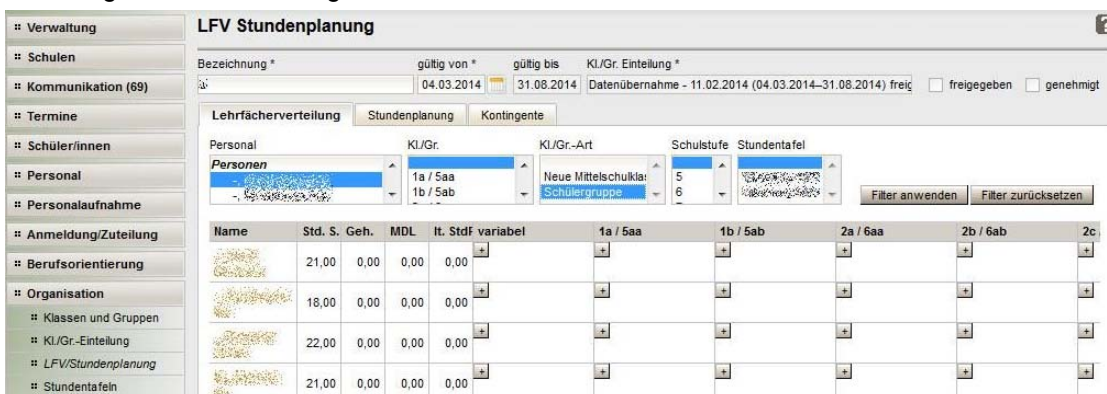 Verwaltung
Schulen
Kommunikation (69)
Termine
Schüler/innen
Personal
Personalaufnahme
Anmeldung/Zuteilung
Berufsorientierung
Organisation
Klassen und Gruppen
Kl./Gr.-Einteilung
LFV/Stundenplanung
Stundentafeln
LFV Stundenplanung
?
Bezeichnung * gültig von * gültig bis Kl./Gr. Einteilung *
04.03.2014 31.08.2014 Datenübernahme - 11.02.2014 (04.03.2014–31.08.2014) freig freigegeben genehmigt
Lehrfächerverteilung Stundenplanung Kontingente
Personal Kl./Gr. Kl./Gr.-Art Schulstufe Stundentafel
Personen
1a / 5aa Neue Mittelschulklas 5
1b / 5ab Schülergruppe 6
Filter anwenden Filter zurücksetzen
Name Std. S. Geh. MDL lt. StdF variabel 1a / 5aa 1b / 5ab 2a / 6aa 2b / 6ab 2c
21,00 0,00 0,00 0,00 + + + + + +
18,00 0,00 0,00 0,00 + + + + + +
22,00 0,00 0,00 0,00 + + + + + +
21,00 0,00 0,00 0,00 + + + + + +